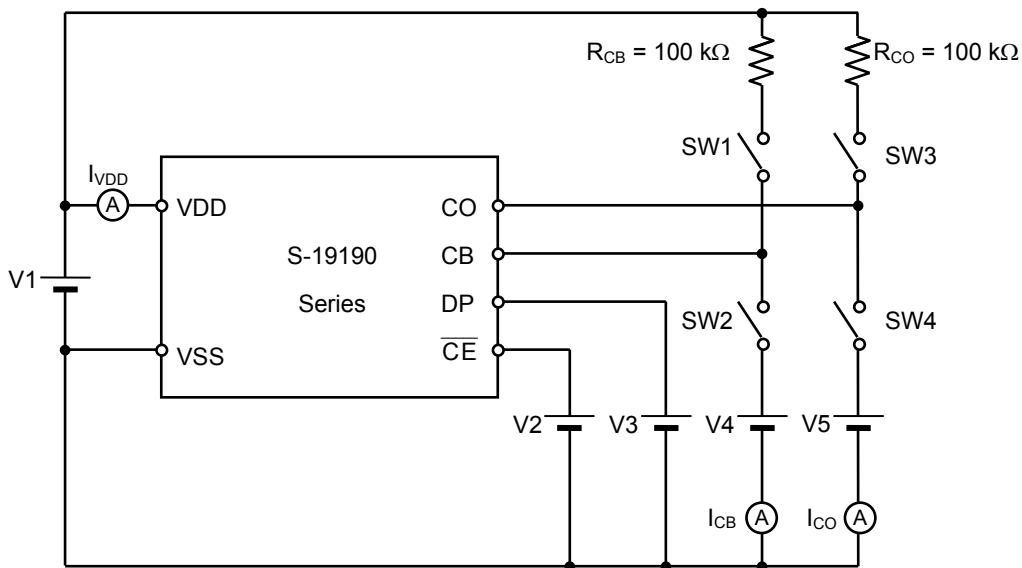 R_CB = 100 kΩ
R_CO = 100 kΩ
SW1
SW3
I_VDD
A
VDD
CO
S-19190
CB
V1
Series
DP
SW2
SW4
VSS
CE
V2
V3
V4
V5
I_CB
A
I_CO
A